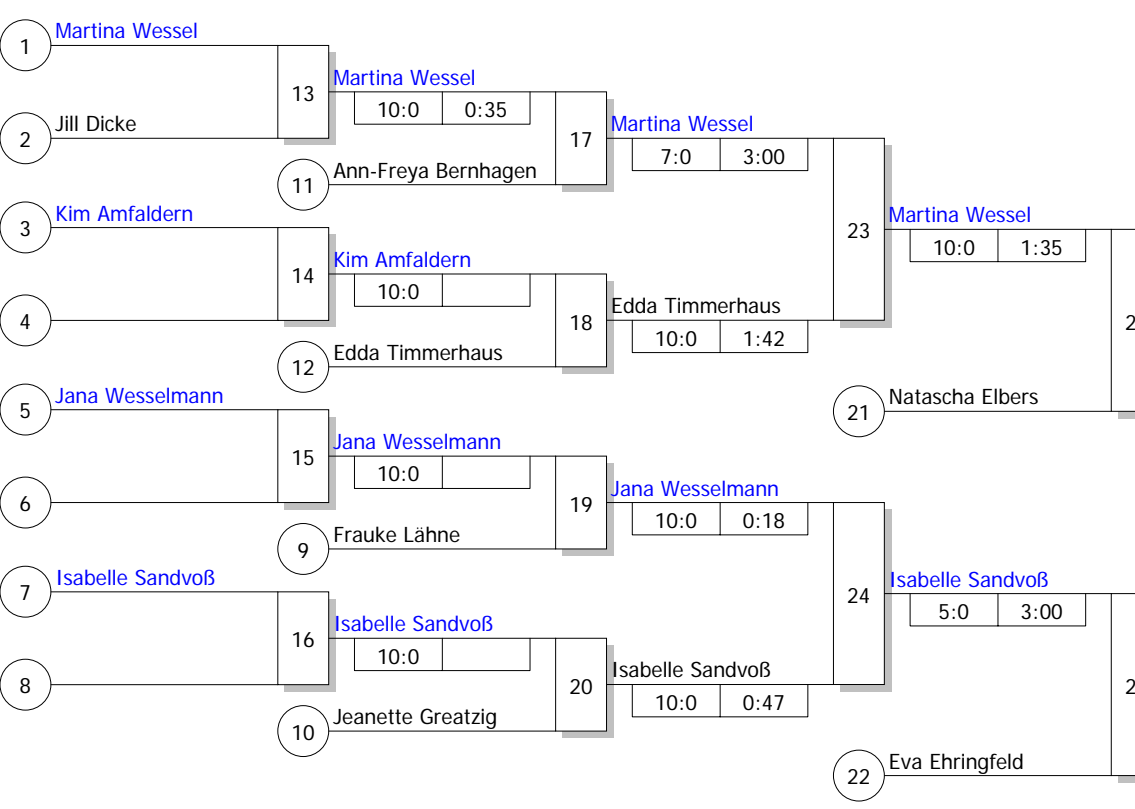 Martina Wessel
1
13
Martina Wessel
10:0 0:35
Jill Dicke
2
17
Martina Wessel
7:0 3:00
Ann-Freya Bernhagen
11
Kim Amfaldern
3
23
Martina Wessel
10:0 1:35
14
Kim Amfaldern
10:0
4
18
Edda Timmerhaus
10:0 1:42
2
Edda Timmerhaus
12
Jana Wesselmann
5
Natascha Elbers
21
15
Jana Wesselmann
10:0
6
19
Jana Wesselmann
10:0 0:18
Frauke Lähne
9
Isabelle Sandvoß
7
24
Isabelle Sandvoß
5:0 3:00
16
Isabelle Sandvoß
10:0
8
20
Isabelle Sandvoß
10:0 0:47
2
Jeanette Greatzig
10
Eva Ehringfeld
22